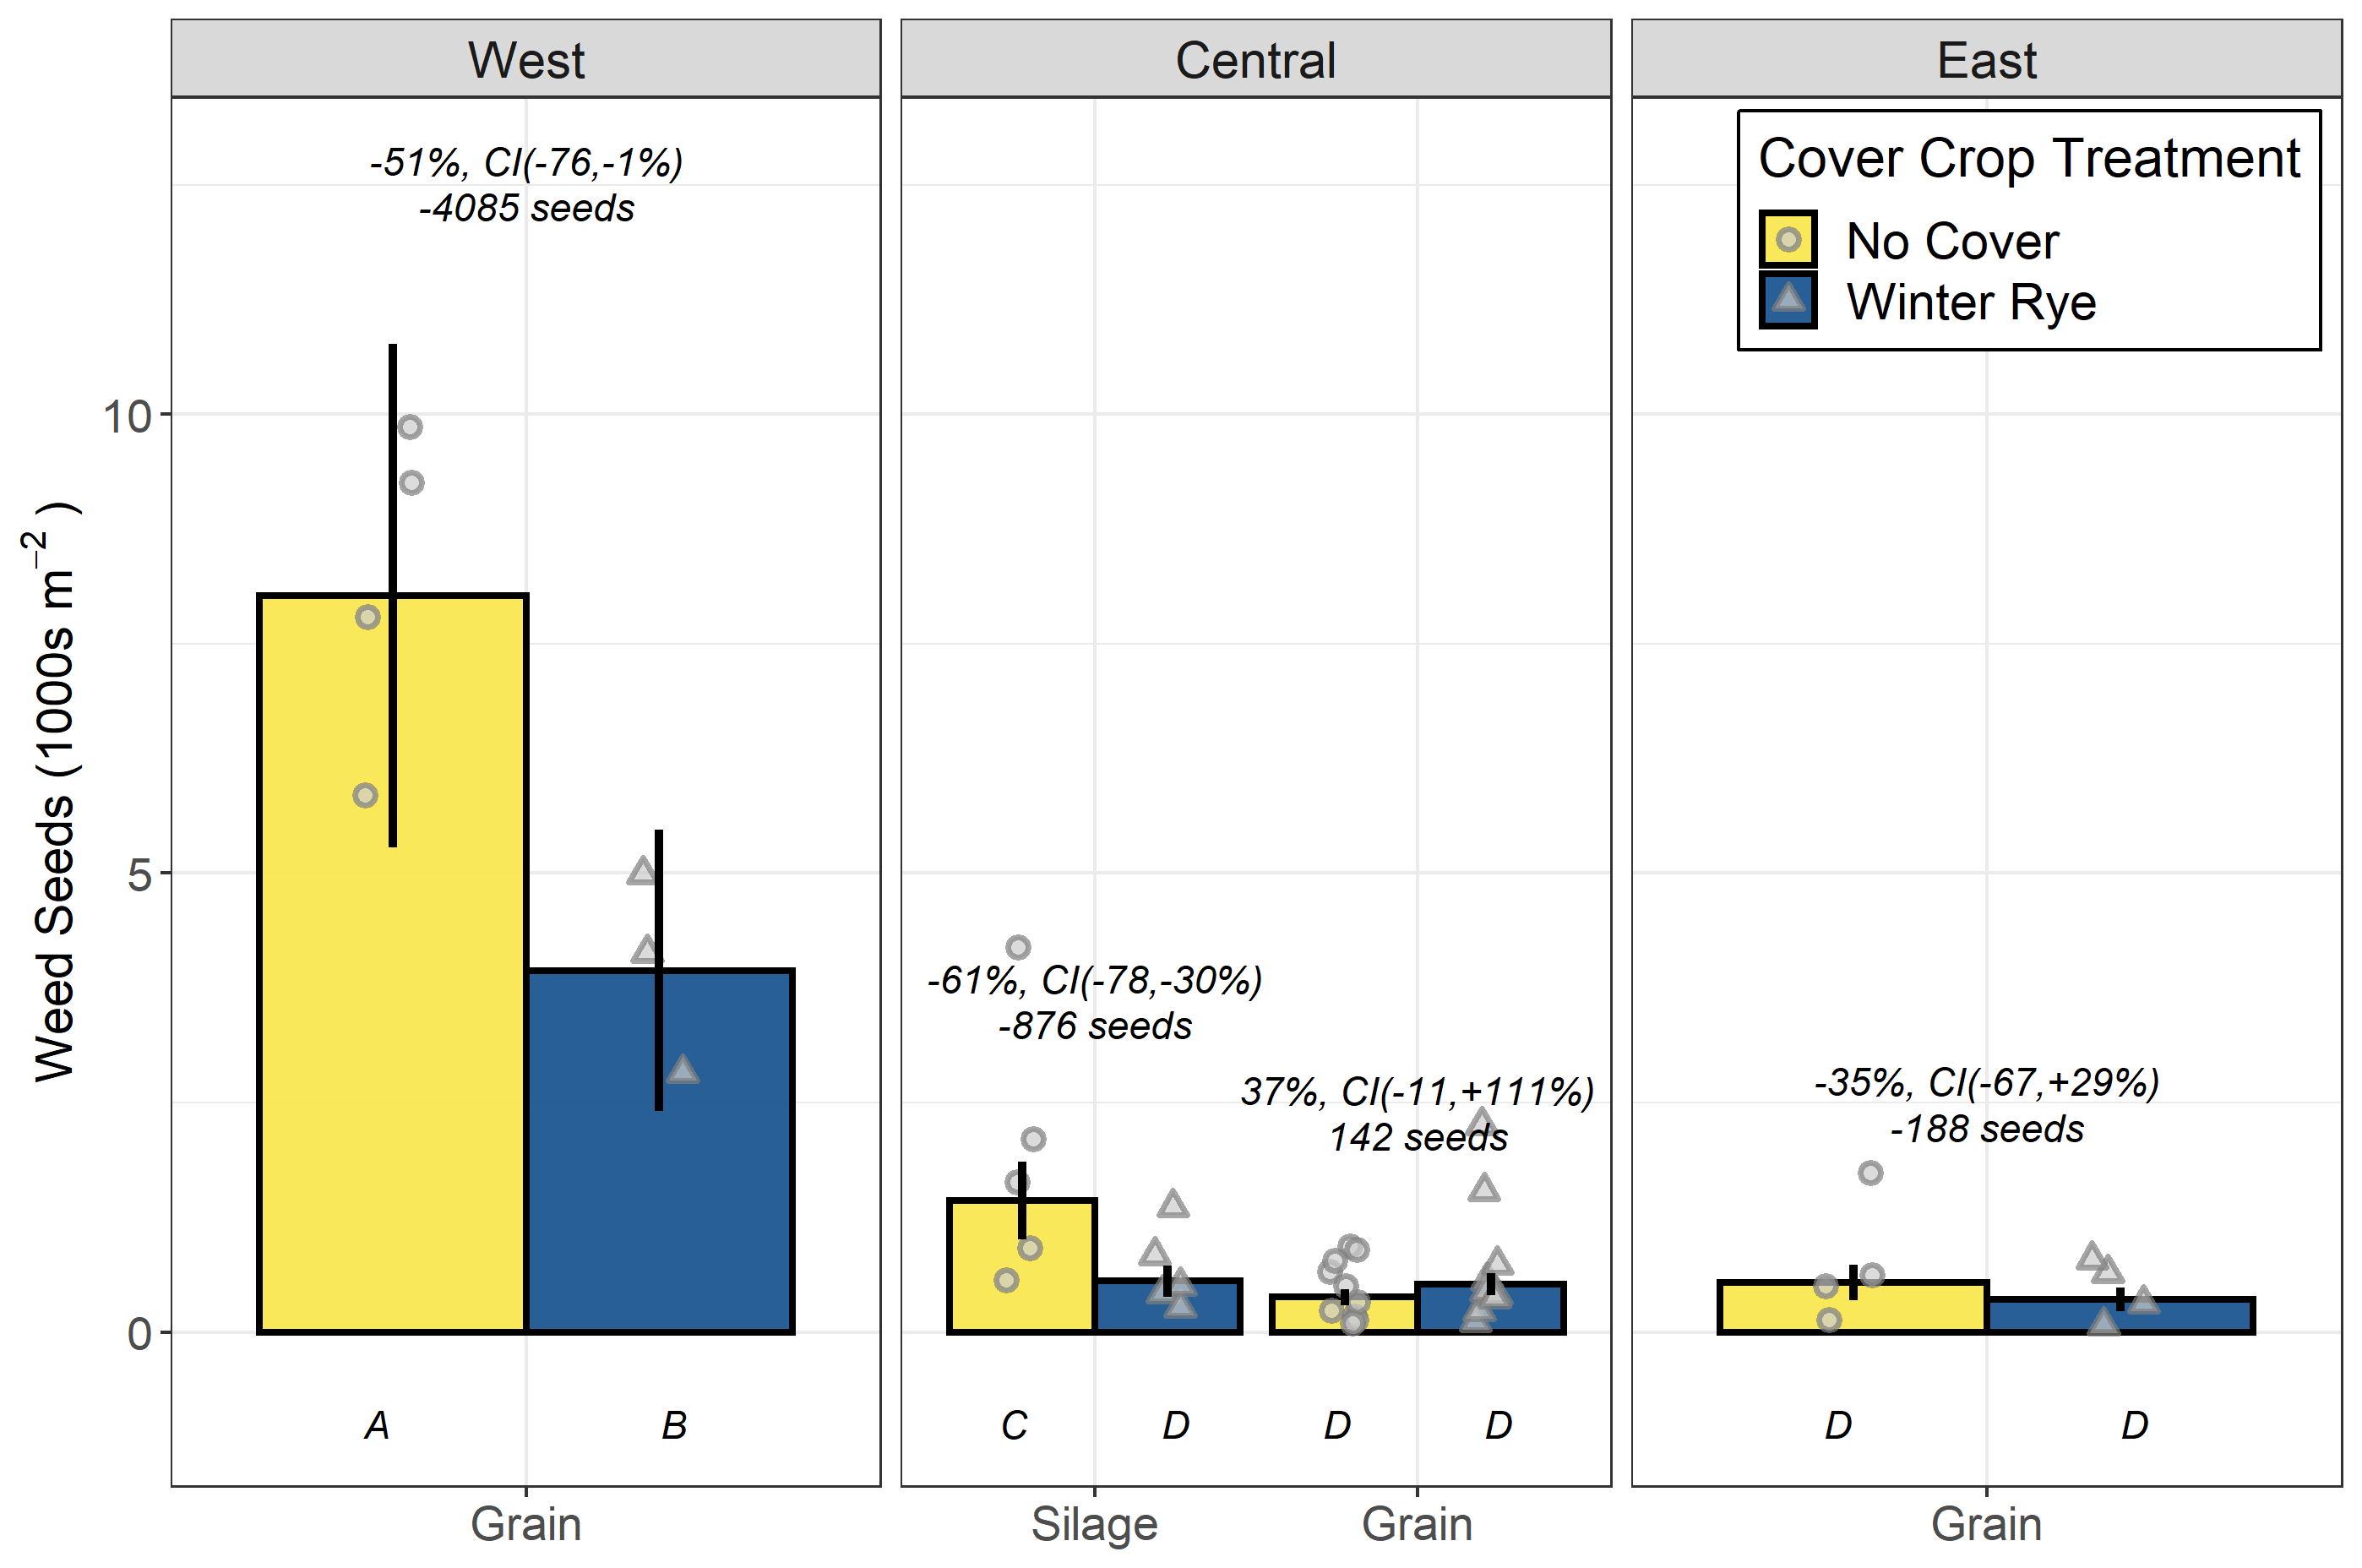 West
Central
East
-51%, CI(-76,-1%)
-4085 seeds
Cover Crop Treatment
No Cover
Winter Rye
Weed Seeds (1000s m⁻²)
10
5
0
-61%, CI(-78,-30%)
-876 seeds
37%, CI(-11,+111%)
142 seeds
-35%, CI(-67,+29%)
-188 seeds
A
B
C
D
D
D
D
D
Grain
Silage
Grain
Grain